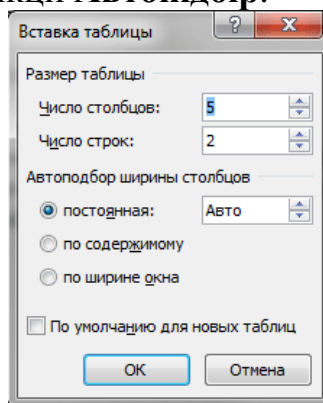 Вставка таблицы
Размер таблицы
Число столбцов: 5
Число строк: 2
Автоподбор ширины столбцов
постоянная: Авто
по содержимому
по ширине окна
По умолчанию для новых таблиц
ОК Отмена